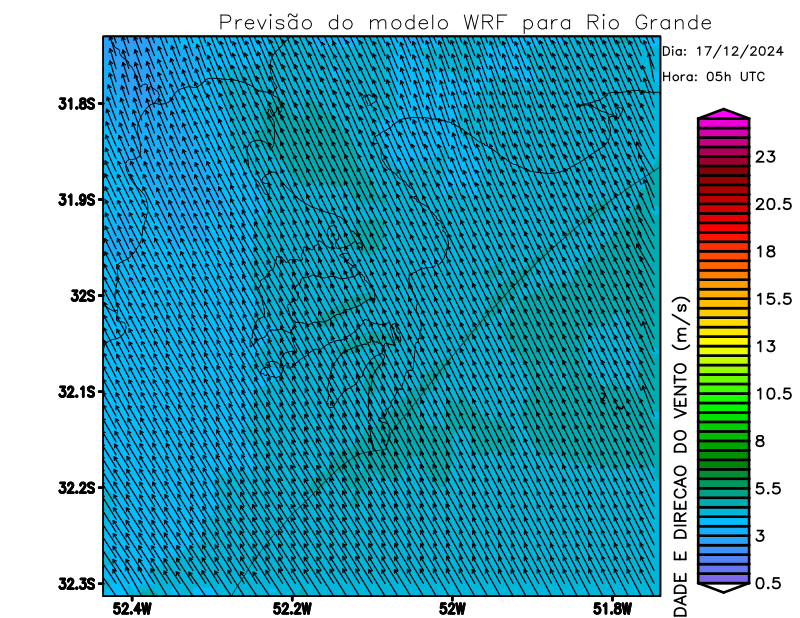 Previsão do modelo WRF para Rio Grande
Dia: 17/12/2024
Hora: 05h UTC
31.8S
31.9S
32S
32.1S
32.2S
32.3S
52.4W
52.2W
52W
51.8W
DADE E DIRECAO DO VENTO (m/s)
23
20.5
18
15.5
13
10.5
8
5.5
3
0.5